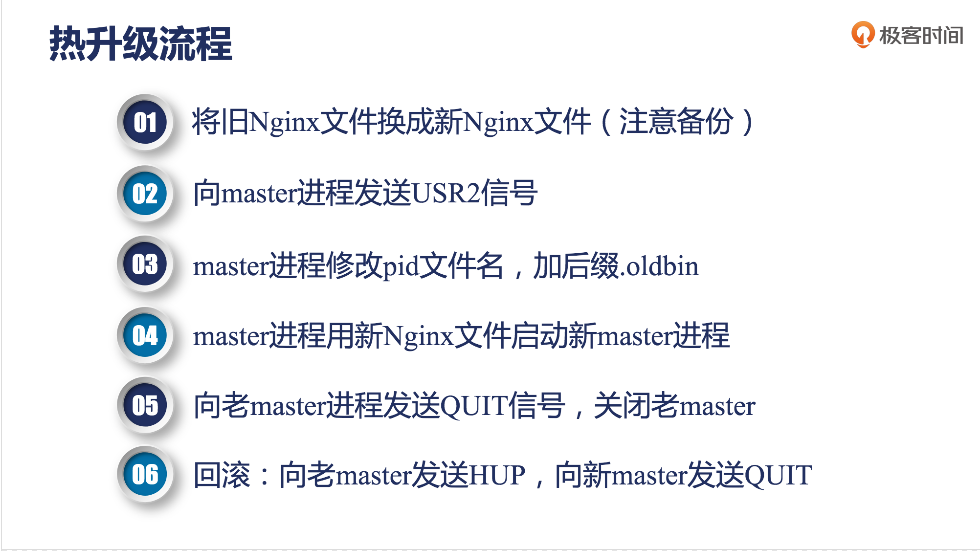 热升级流程
极客时间
01 将旧Nginx文件换成新Nginx文件（注意备份）
02 向master进程发送USR2信号
03 master进程修改pid文件名，加后缀.oldbin
04 master进程用新Nginx文件启动新master进程
05 向老master进程发送QUIT信号，关闭老master
06 回滚：向老master发送HUP，向新master发送QUIT